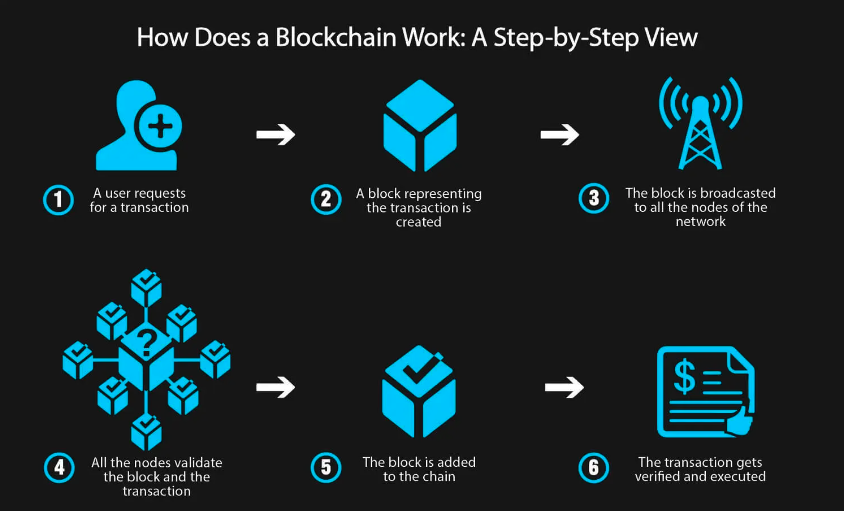 How Does a Blockchain Work: A Step-by-Step View
1
A user requests
for a transaction
2
A block representing
the transaction is
created
3
The block is broadcasted
to all the nodes of the
network
?
4
All the nodes validate
the block and the
transaction
5
The block is added
to the chain
$
6
The transaction gets
verified and executed